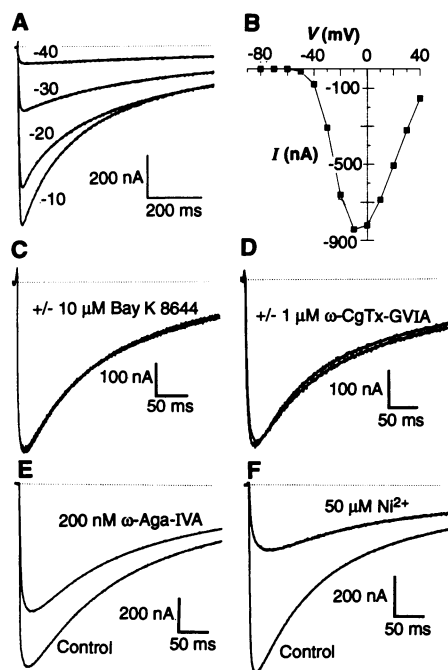 A
-40
-30
-20
-10
200 nA
200 ms
B
V (mV)
-80 -40 0 40
-100
I (nA)
-500
-900
C
+/- 10 μM Bay K 8644
100 nA
50 ms
D
+/- 1 μM ω-CgTx-GVIA
100 nA
50 ms
E
200 nM ω-Aga-IVA
200 nA
50 ms
Control
F
50 μM Ni²⁺
200 nA
50 ms
Control